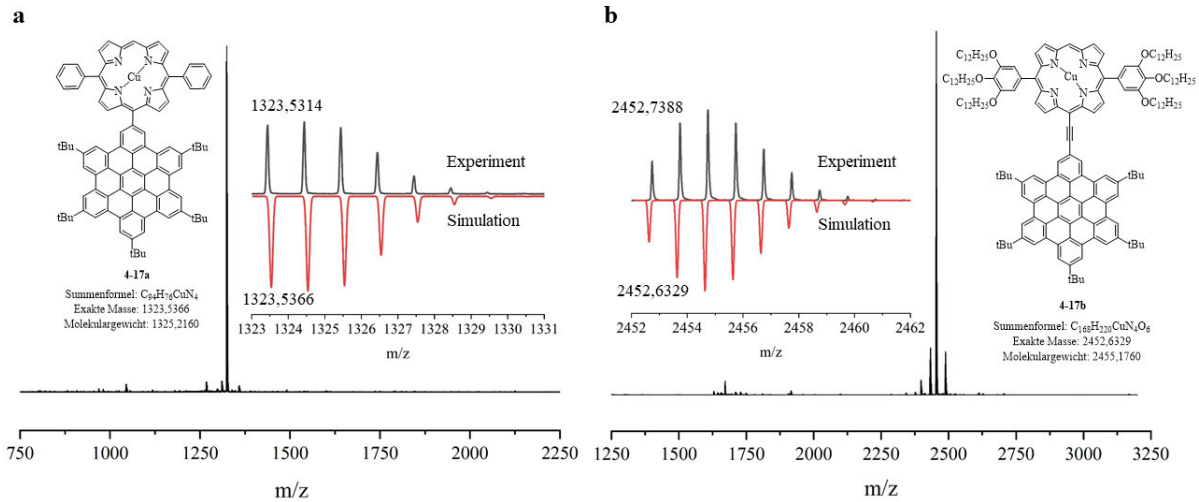 a
N
N
N
N
Cu
tBu
tBu
tBu
tBu
tBu
4-17a
Summenformel: C₉₄H₇₆CuN₄
Exakte Masse: 1323,5366
Molekulargewicht: 1325,2160
1323,5314
Experiment
Simulation
1323,5366
1323 1324 1325 1326 1327 1328 1329 1330 1331
m/z
750 1000 1250 1500 1750 2000 2250
m/z
b
C₁₂H₂₅O
OC₁₂H₂₅
C₁₂H₂₅O
OC₁₂H₂₅
C₁₂H₂₅O
OC₁₂H₂₅
N
N
N
N
Cu
tBu
tBu
tBu
tBu
tBu
4-17b
Summenformel: C₁₆₈H₂₂₀CuN₄O₆
Exakte Masse: 2452,6329
Molekulargewicht: 2455,1760
2452,7388
Experiment
Simulation
2452,6329
2452 2454 2456 2458 2460 2462
m/z
1250 1500 1750 2000 2250 2500 2750 3000 3250
m/z